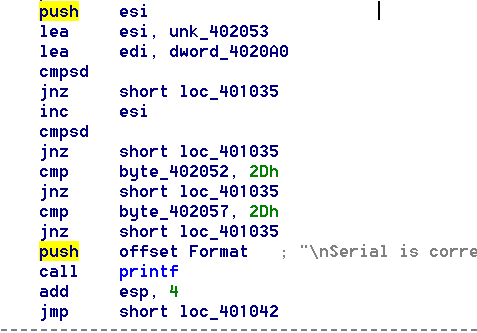 push esi
lea esi, unk_402053
lea edi, dword_4020A0
cmpsd
jnz short loc_401035
inc esi
cmpsd
jnz short loc_401035
cmp byte_402052, 2Dh
jnz short loc_401035
cmp byte_402057, 2Dh
jnz short loc_401035
push offset Format ; "\nSerial is corre
call printf
add esp, 4
jmp short loc_401042